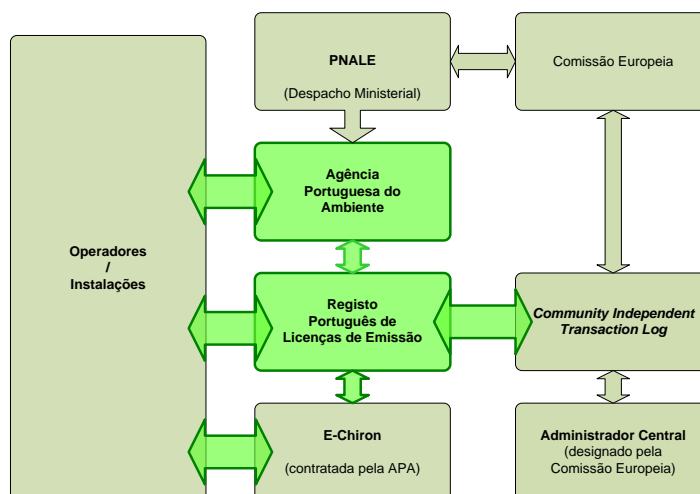 PNALE
(Despacho Ministerial)
Comissão Europeia
Agência
Portuguesa do
Ambiente
Operadores
/
Instalações
Registo
Português de
Licenças de Emissão
Community Independent
Transaction Log
E-Chiron
(contratada pela APA)
Administrador Central
(designado pela
Comissão Europeia)